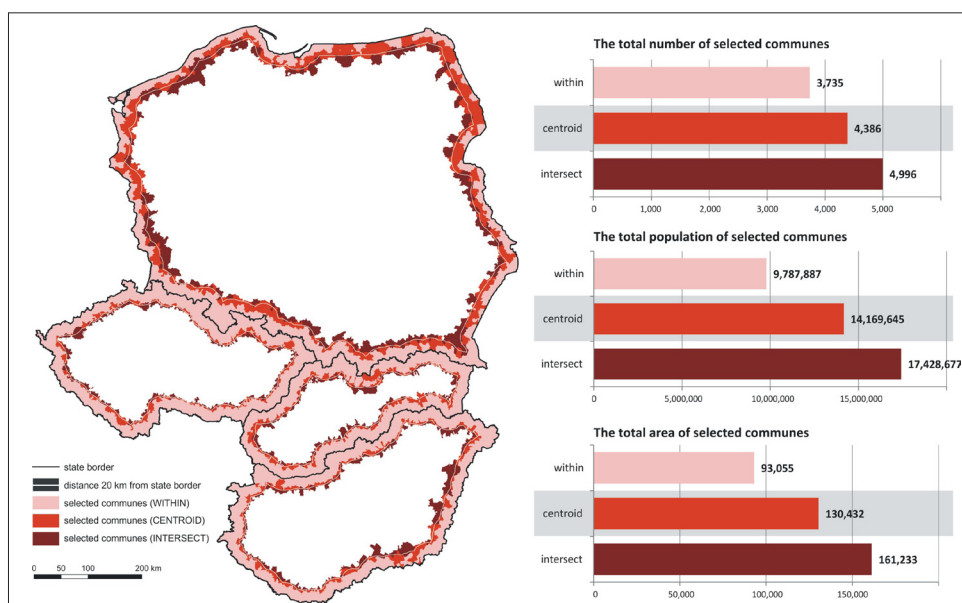 The total number of selected communes
within
3,735
centroid
4,386
intersect
4,996
0 1,000 2,000 3,000 4,000 5,000
The total population of selected communes
within
9,787,887
centroid
14,169,645
intersect
17,428,677
0 5,0000,000 10,000,000 15,000,000
The total area of selected communes
within
93,055
centroid
130,432
intersect
161,233
0 50,000 100,000 150,000
state border
distance 20 km from state border
selected communes (WITHIN)
selected communes (CENTROID)
selected communes (INTERSECT)
0 50 100 200 km